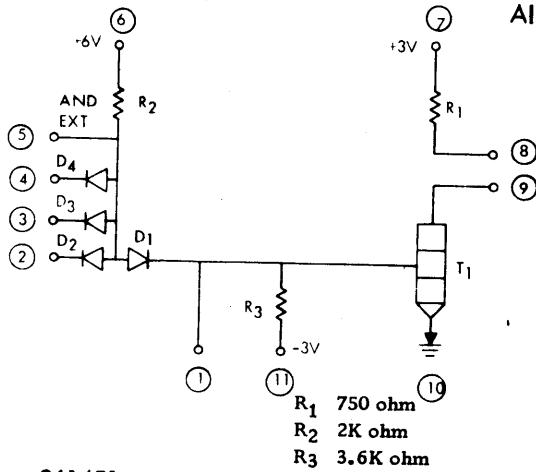 6 7 AI
+6V +3V
R2 R1
AND
EXT
5 8
4 D4 9
3 D3
2 D2 D1
T1
R3
-3V
1 11 10
R1 750 ohm
R2 2K ohm
R3 3.6K ohm